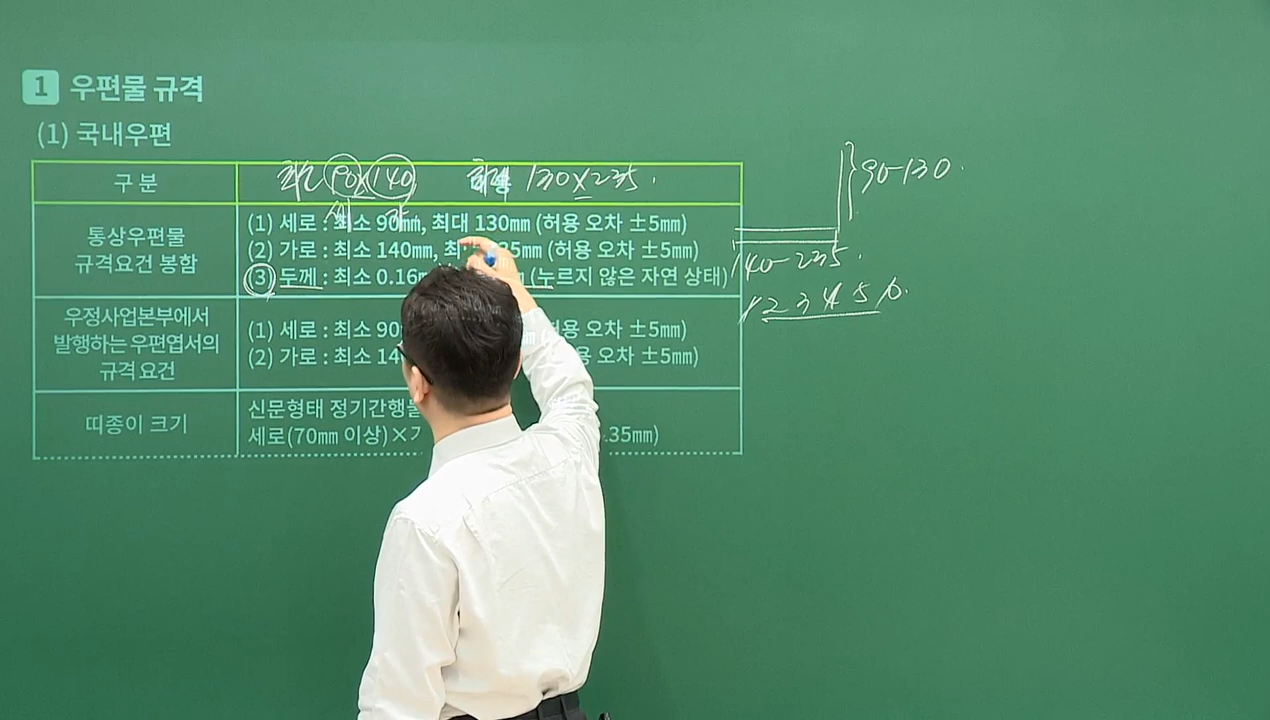 1 우편물 규격
(1) 국내우편
구 분
최소 90×140 130×235.
세 가
통상우편물
규격요건 봉함
(1) 세로 : 최소 90㎜, 최대 130㎜ (허용 오차 ±5㎜)
(2) 가로 : 최소 140㎜, 최 35㎜ (허용 오차 ±5㎜)
(3) 두께 : 최소 0.16 (누르지 않은 자연 상태)
우정사업본부에서
발행하는 우편엽서의
규격 요건
(1) 세로 : 최소 90 용 오차 ±5㎜)
(2) 가로 : 최소 14 용 오차 ±5㎜)
띠종이 크기
신문형태 정기간행물
세로(70㎜ 이상)× .35㎜)
90-130.
140-235.
1 2 3 4 5 6.